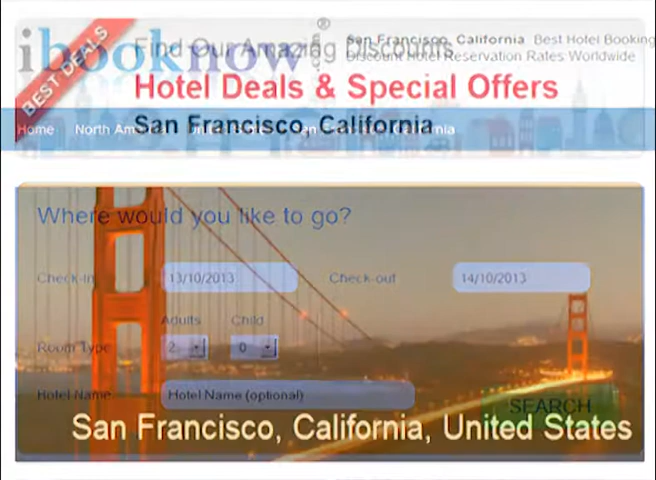 ibooknow®.com
Find Our Amazing Discounts
San Francisco, California Best Hotel Booking
Discount Hotel Reservation Rates Worldwide
BEST DEALS
Hotel Deals & Special Offers
San Francisco, California
Home North America
Where would you like to go?
Check-in 13/10/2013 Check-out 14/10/2013
Adults Child
Room Type 2 0
Hotel Name Hotel Name (optional)
SEARCH
San Francisco, California, United States